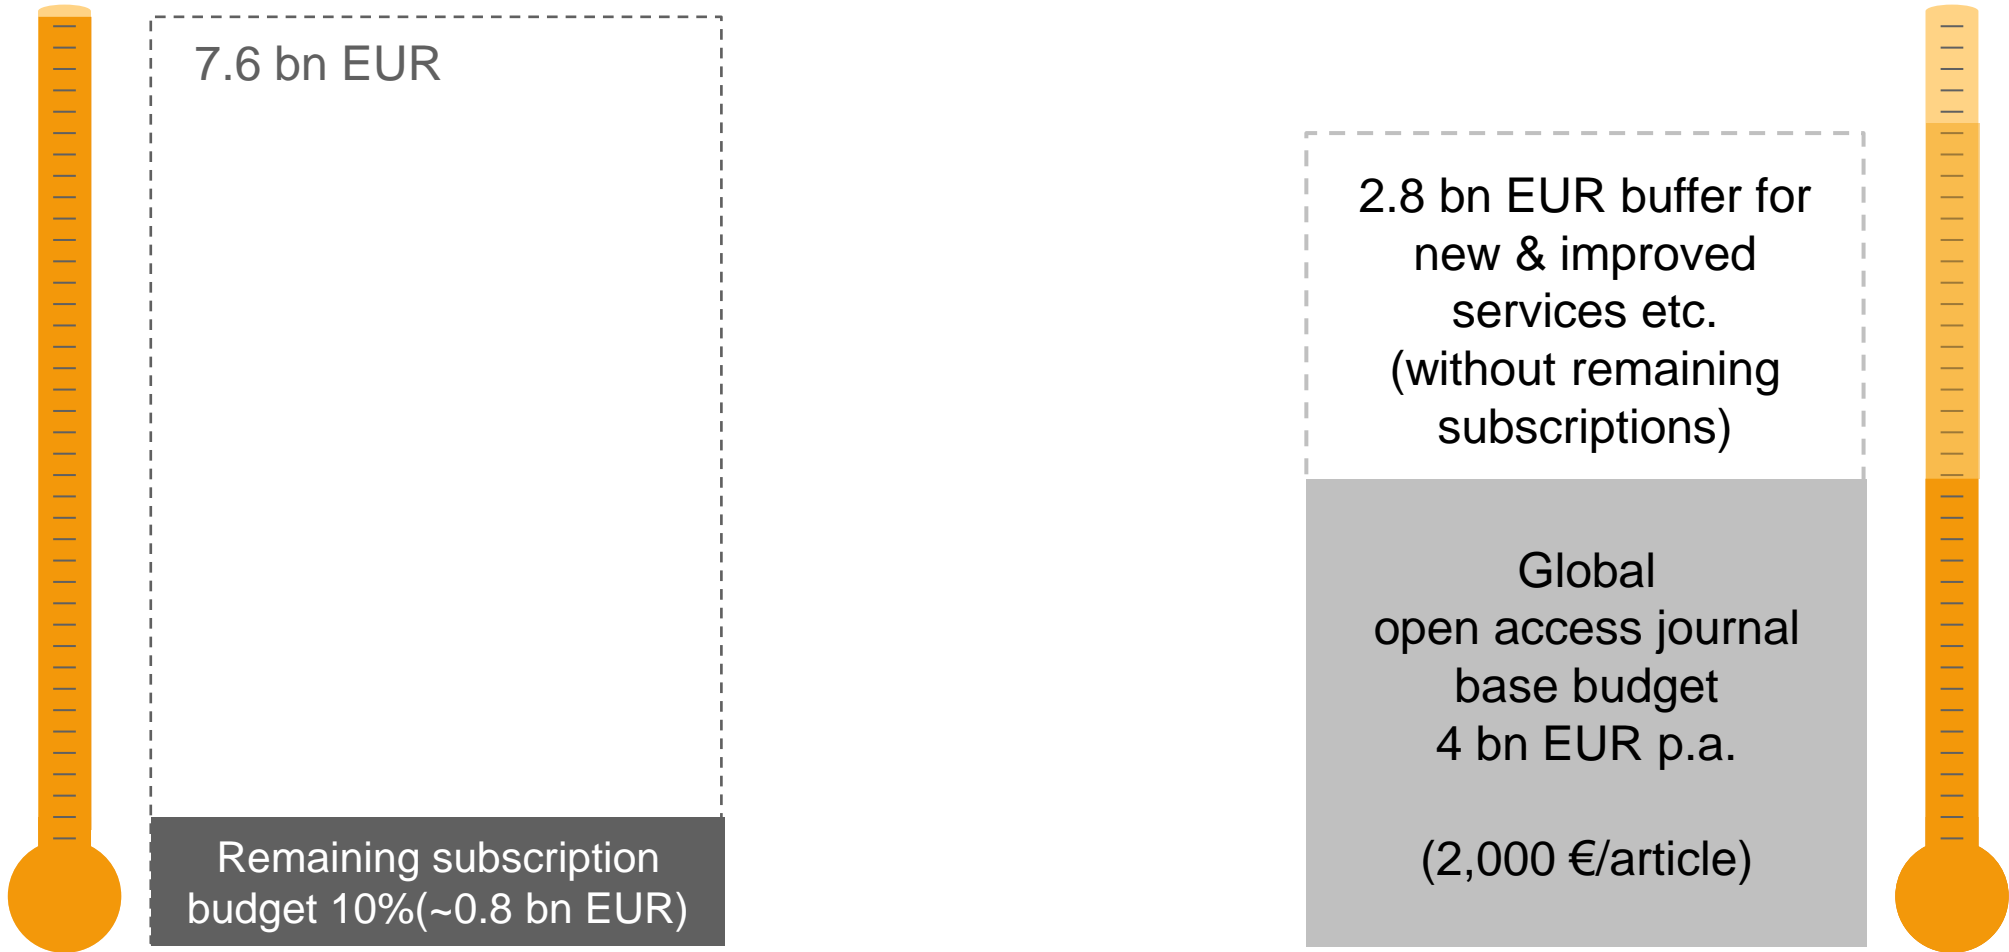 7.6 bn EUR
Remaining subscription
budget 10%(~0.8 bn EUR)
2.8 bn EUR buffer for
new & improved
services etc.
(without remaining
subscriptions)
Global
open access journal
base budget
4 bn EUR p.a.
(2,000 €/article)